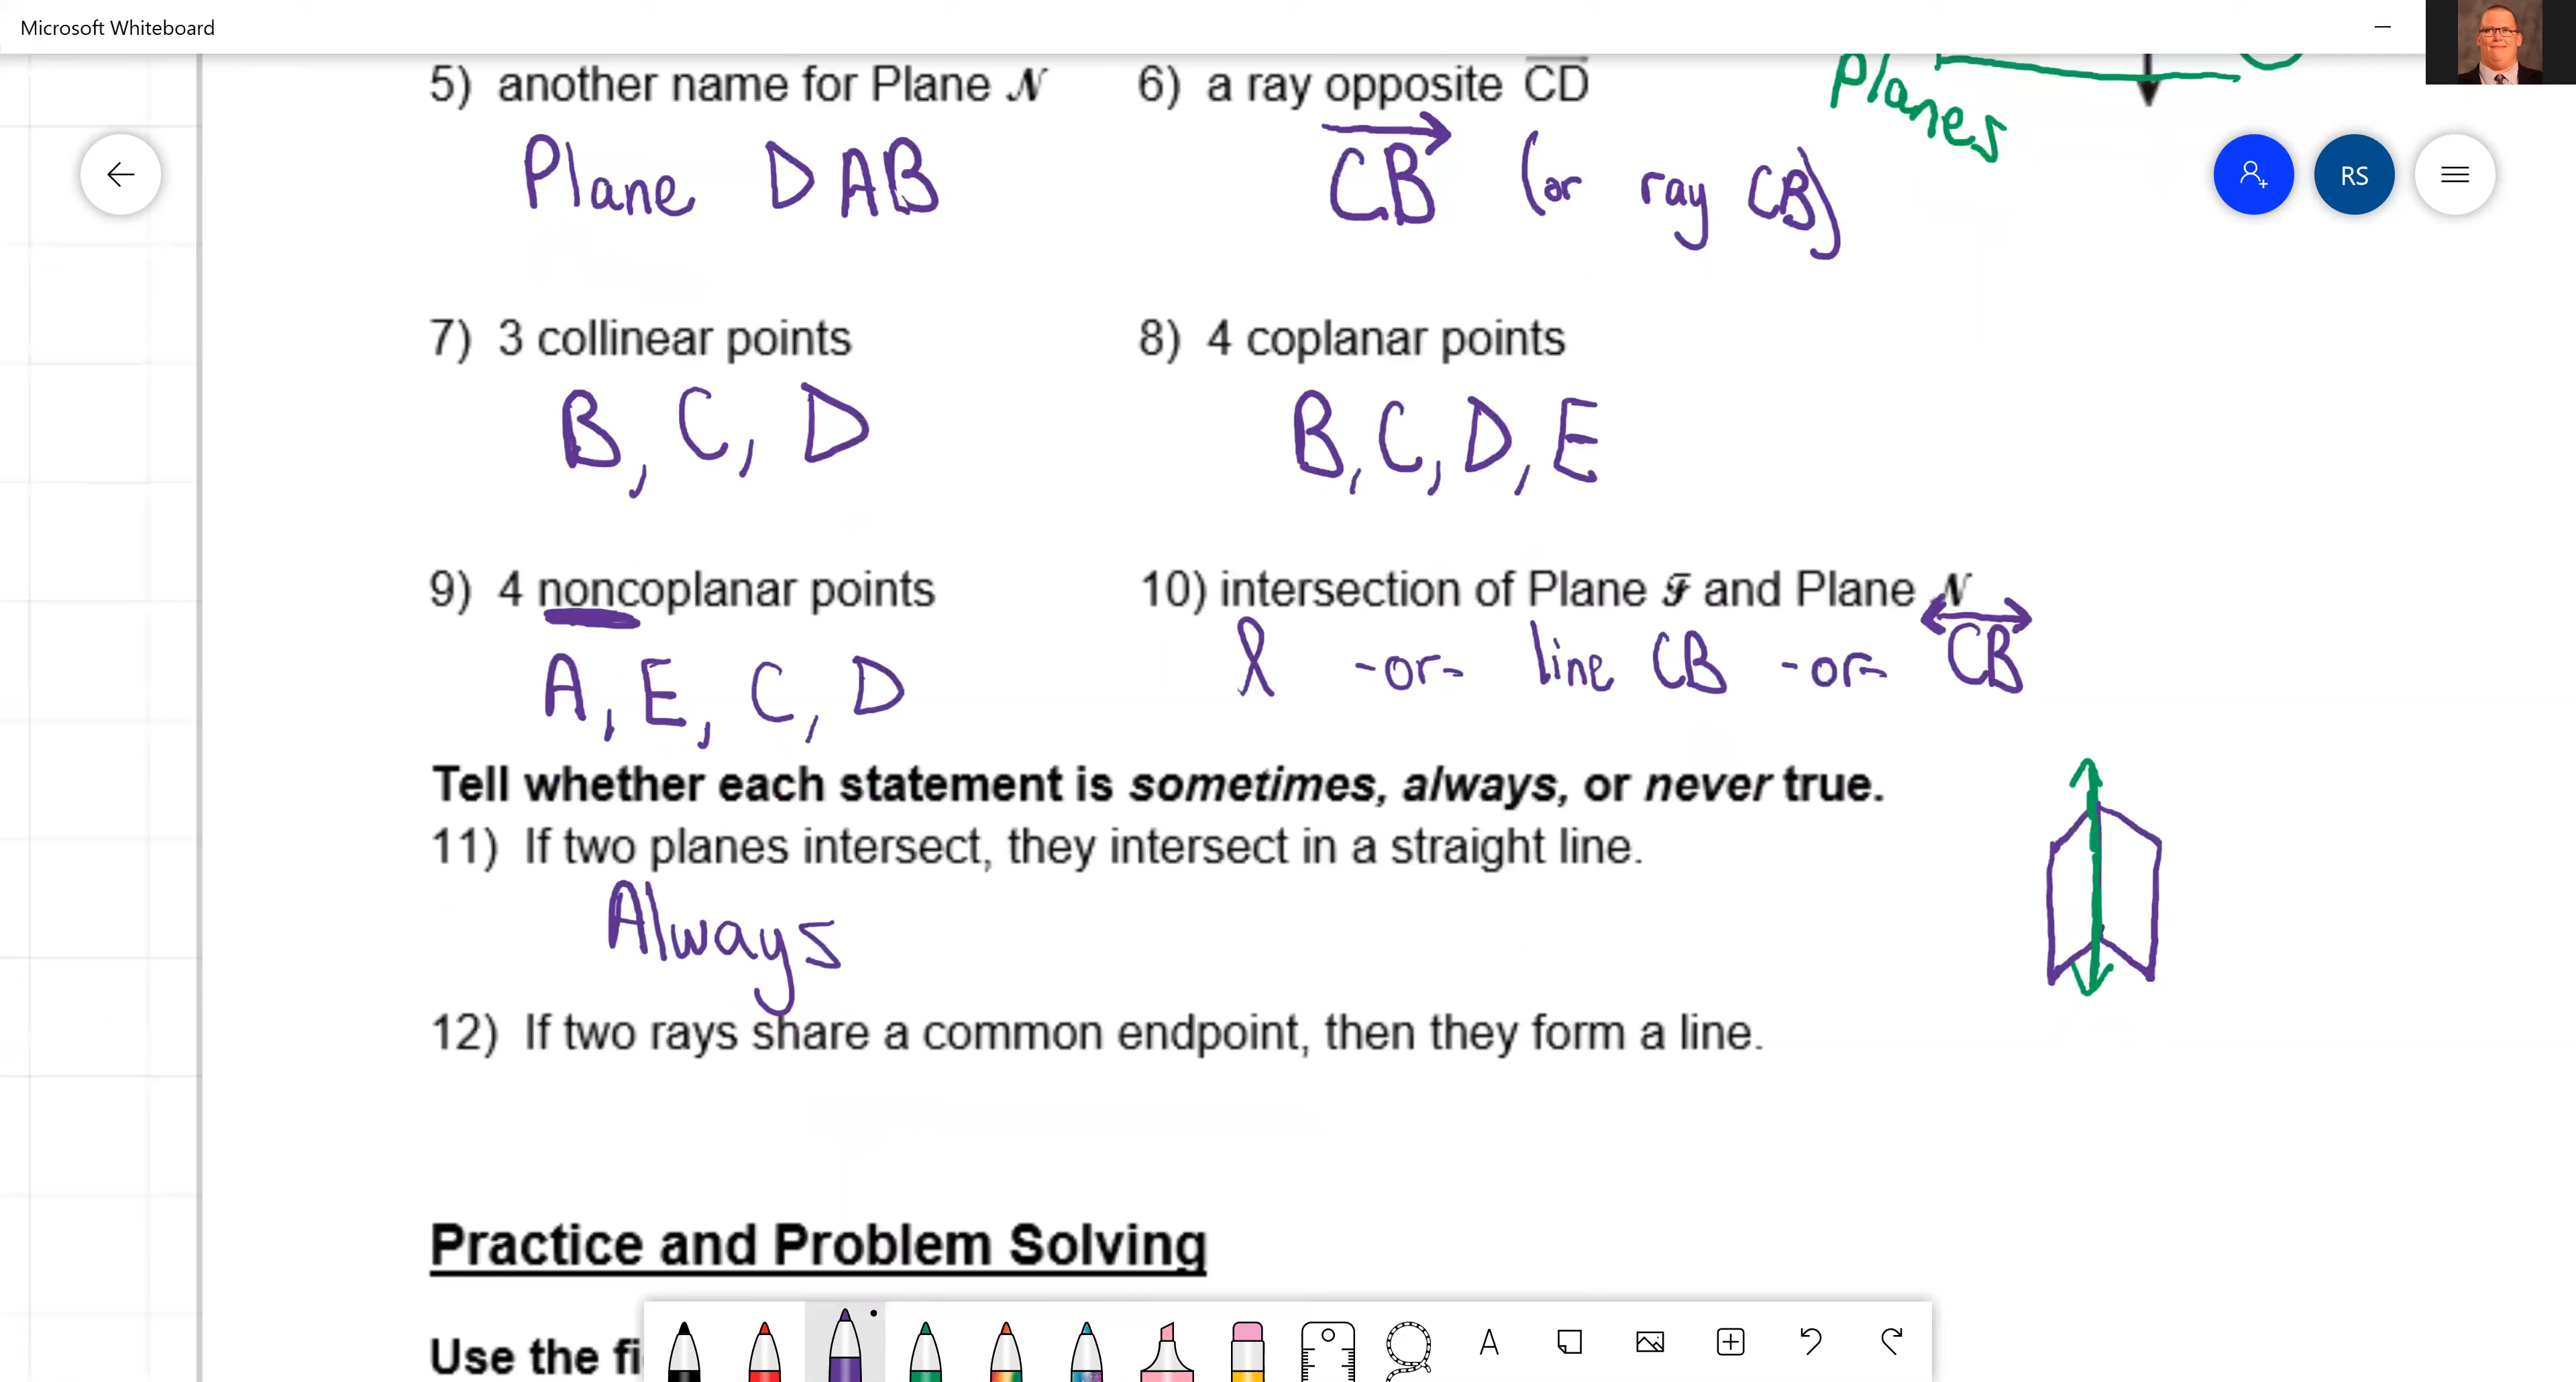 Microsoft Whiteboard
Planes
5) another name for Plane 𝒩
6) a ray opposite CD
Plane DAB
CB (or ray CB)
RS
7) 3 collinear points
8) 4 coplanar points
B, C, D
B, C, D, E
9) 4 noncoplanar points
10) intersection of Plane ℱ and Plane 𝒩
A, E, C, D
ℓ -or- line CB -or- CB
Tell whether each statement is sometimes, always, or never true.
11) If two planes intersect, they intersect in a straight line.
Always
12) If two rays share a common endpoint, then they form a line.
Practice and Problem Solving
Use the
A